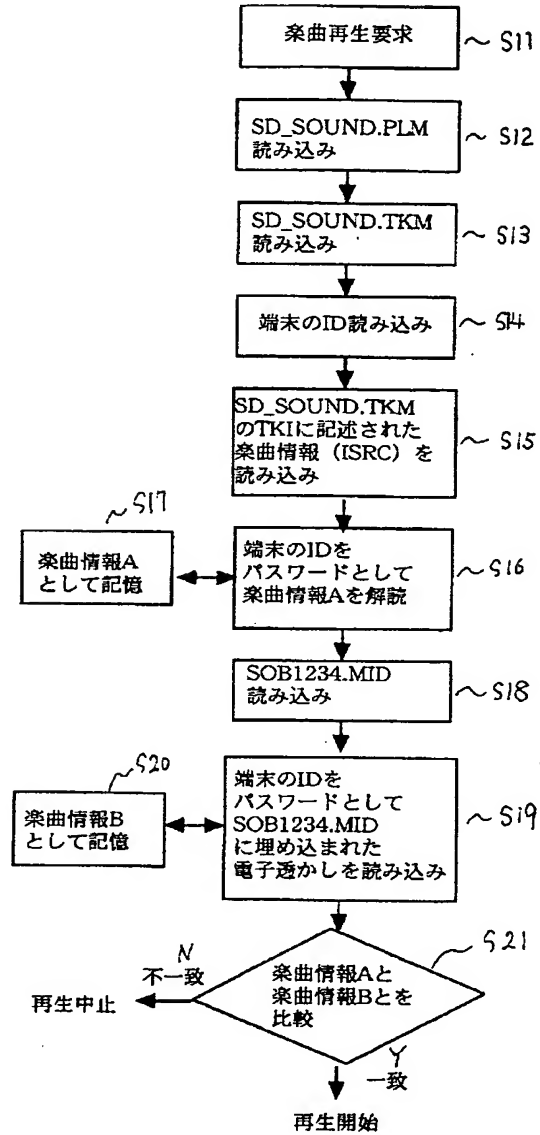 楽曲再生要求
S11
SD_SOUND.PLM
読み込み
S12
SD_SOUND.TKM
読み込み
S13
端末のID読み込み
S14
SD_SOUND.TKM
のTKIに記述された
楽曲情報（ISRC）を
読み込み
S15
S17
楽曲情報A
として記憶
端末のIDを
パスワードとして
楽曲情報Aを解読
S16
SOB1234.MID
読み込み
S18
S20
楽曲情報B
として記憶
端末のIDを
パスワードとして
SOB1234.MID
に埋め込まれた
電子透かしを読み込み
S19
S21
楽曲情報Aと
楽曲情報Bとを
比較
N
不一致
再生中止
Y
一致
再生開始